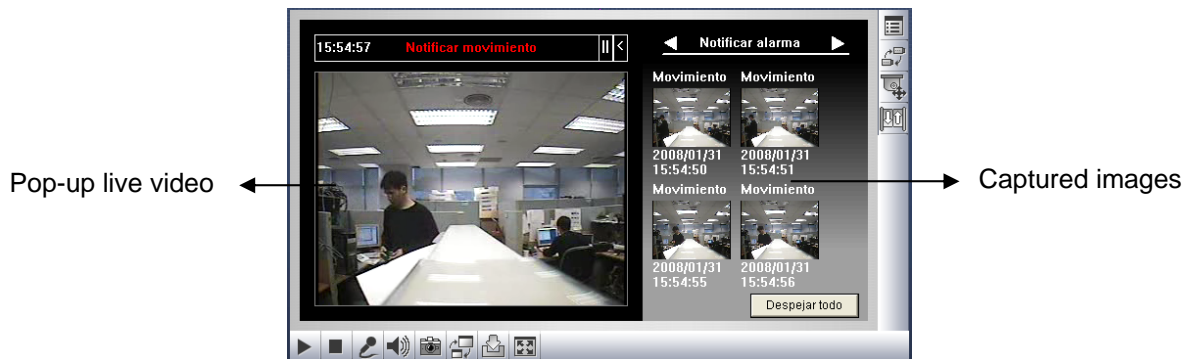 15:54:57 Notificar movimiento
Notificar alarma
Movimiento Movimiento
2008/01/31 2008/01/31
15:54:50 15:54:51
Movimiento Movimiento
2008/01/31 2008/01/31
15:54:55 15:54:56
Despejar todo
Pop-up live video
Captured images